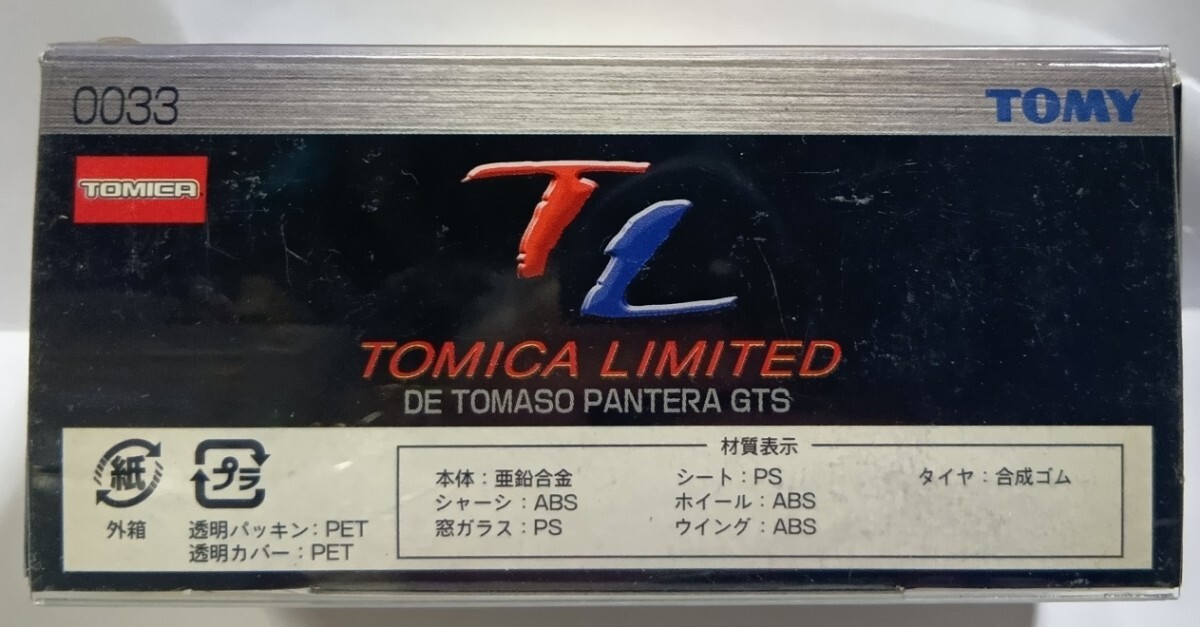 0033
TOMY
TOMICA
TL
TOMICA LIMITED
DE TOMASO PANTERA GTS
紙
外箱
プラ
透明パッキン：PET
透明カバー：PET
材質表示
本体：亜鉛合金
シャーシ：ABS
窓ガラス：PS
シート：PS
ホイール：ABS
ウイング：ABS
タイヤ：合成ゴム